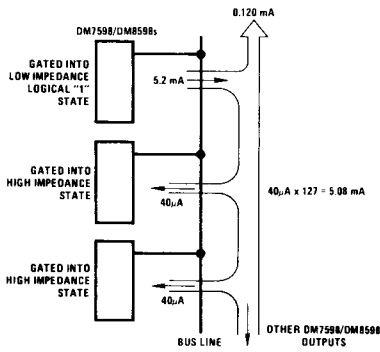 0.120 mA
DM7598/DM8598s
GATED INTO
LOW IMPEDANCE
LOGICAL "1"
STATE
5.2 mA
GATED INTO
HIGH IMPEDANCE
STATE
40μA
40μA x 127 = 5.08 mA
GATED INTO
HIGH IMPEDANCE
STATE
40μA
BUS LINE
OTHER DM7598/DM8598
OUTPUTS